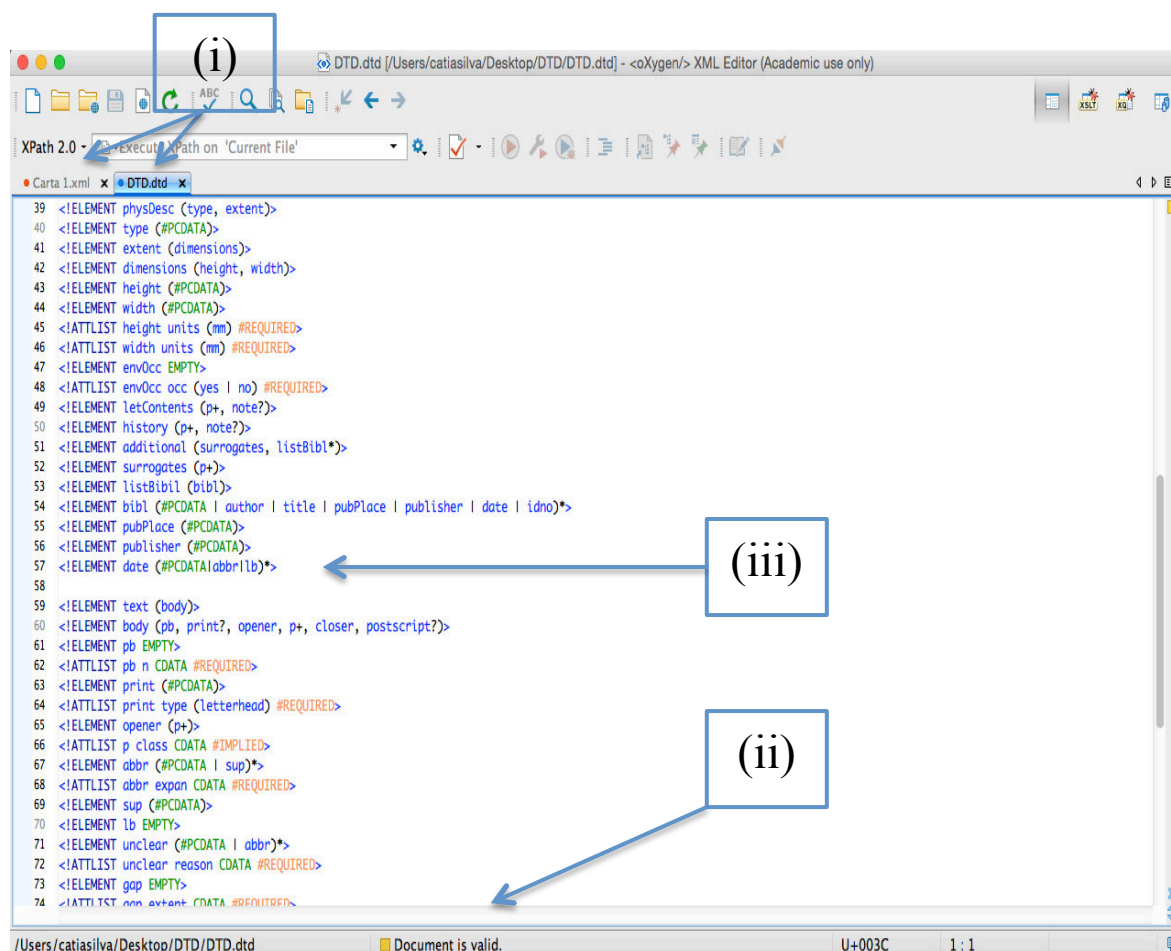 (i)
DTD.dtd [/Users/catiasilva/Desktop/DTD/DTD.dtd] - <oXygen/> XML Editor (Academic use only)
ABC
XSLT XQ
XPath 2.0 Execute XPath on 'Current File'
Carta 1.xml x DTD.dtd x
39 <!ELEMENT physDesc (type, extent)>
40 <!ELEMENT type (#PCDATA)>
41 <!ELEMENT extent (dimensions)>
42 <!ELEMENT dimensions (height, width)>
43 <!ELEMENT height (#PCDATA)>
44 <!ELEMENT width (#PCDATA)>
45 <!ATTLIST height units (mm) #REQUIRED>
46 <!ATTLIST width units (mm) #REQUIRED>
47 <!ELEMENT envOcc EMPTY>
48 <!ATTLIST envOcc occ (yes | no) #REQUIRED>
49 <!ELEMENT letContents (p+, note?)>
50 <!ELEMENT history (p+, note?)>
51 <!ELEMENT additional (surrogates, listBibl*)>
52 <!ELEMENT surrogates (p+)>
53 <!ELEMENT listBibil (bibl)>
54 <!ELEMENT bibl (#PCDATA | author | title | pubPlace | publisher | date | idno)*>
55 <!ELEMENT pubPlace (#PCDATA)>
56 <!ELEMENT publisher (#PCDATA)>
57 <!ELEMENT date (#PCDATA|abbr|lb)*>
(iii)
58
59 <!ELEMENT text (body)>
60 <!ELEMENT body (pb, print?, opener, p+, closer, postscript?)>
61 <!ELEMENT pb EMPTY>
62 <!ATTLIST pb n CDATA #REQUIRED>
63 <!ELEMENT print (#PCDATA)>
64 <!ATTLIST print type (letterhead) #REQUIRED>
65 <!ELEMENT opener (p+)>
66 <!ATTLIST p class CDATA #IMPLIED>
(ii)
67 <!ELEMENT abbr (#PCDATA | sup)*>
68 <!ATTLIST abbr expan CDATA #REQUIRED>
69 <!ELEMENT sup (#PCDATA)>
70 <!ELEMENT lb EMPTY>
71 <!ELEMENT unclear (#PCDATA | abbr)*>
72 <!ATTLIST unclear reason CDATA #REQUIRED>
73 <!ELEMENT gap EMPTY>
74 <!ATTLIST gap extent CDATA #REQUIRED>
/Users/catiasilva/Desktop/DTD/DTD.dtd Document is valid. U+003C 1 : 1